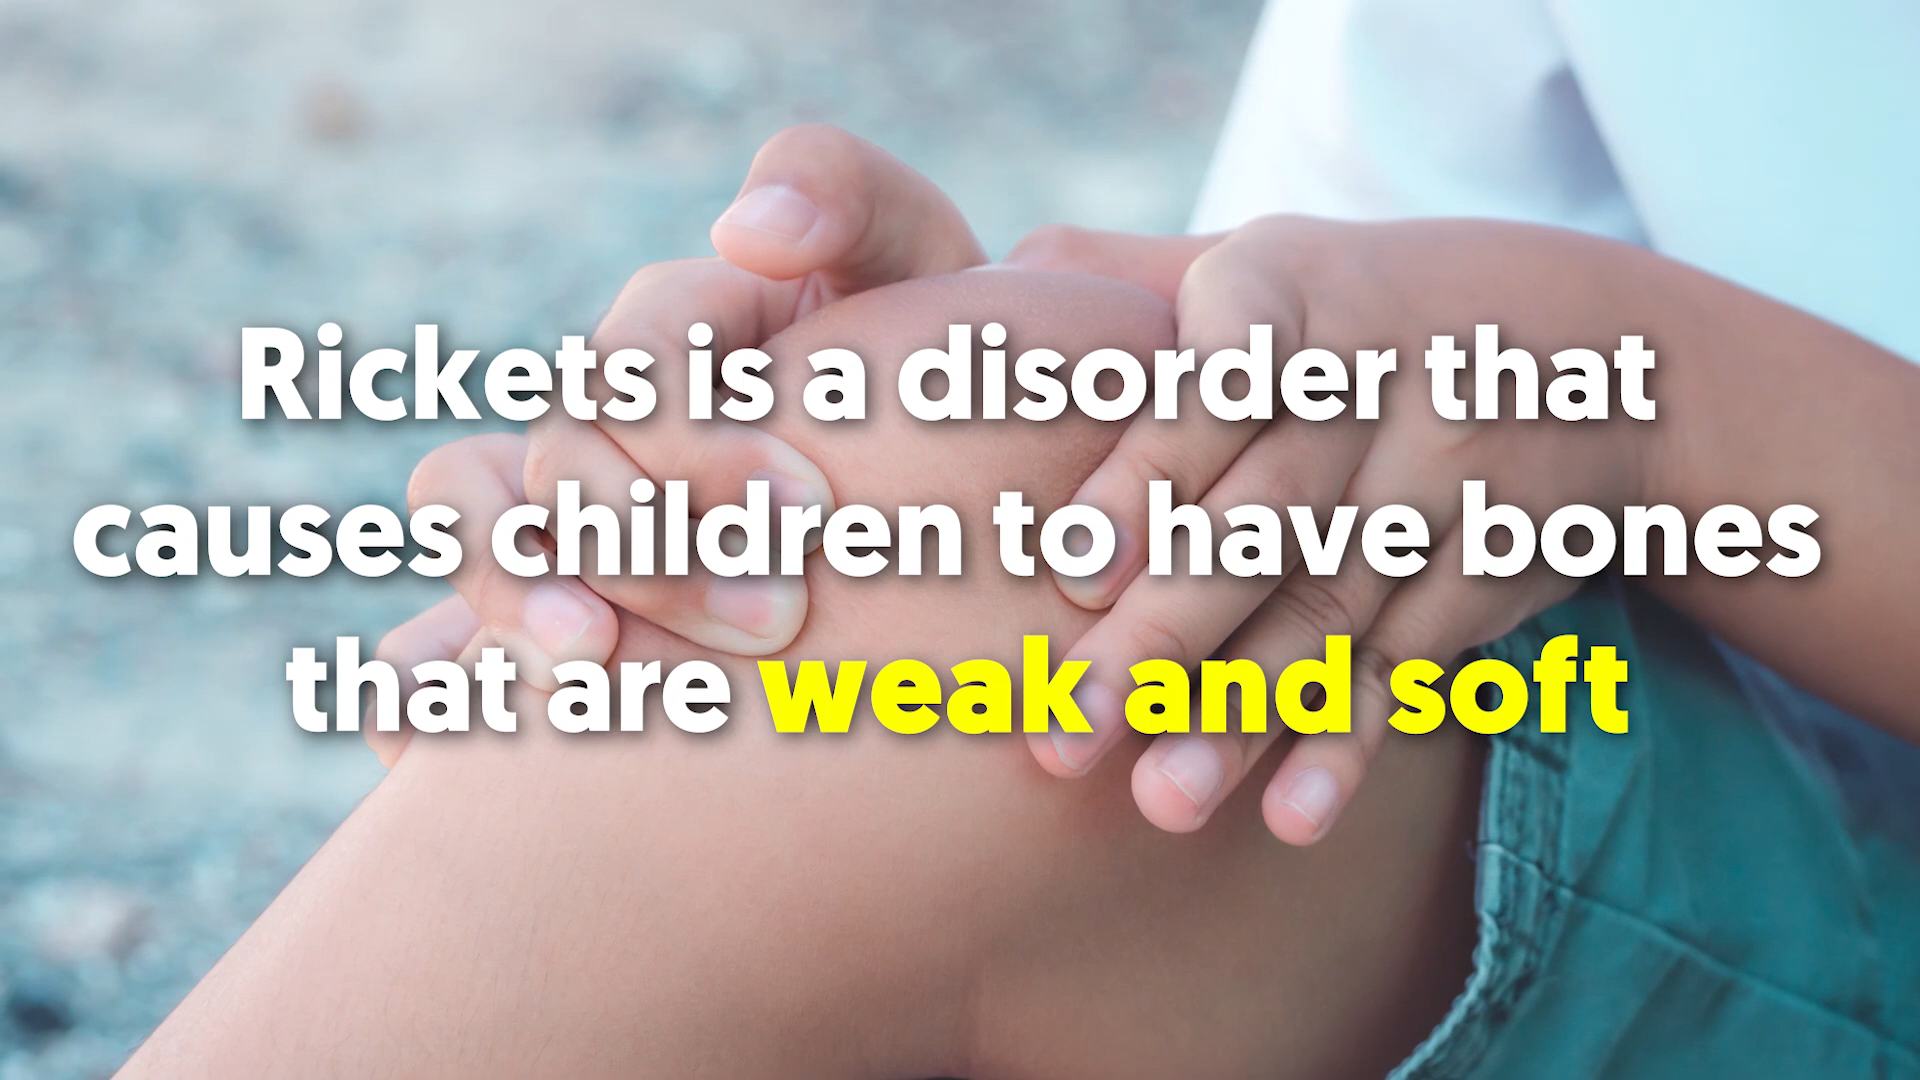 Rickets is a disorder that
causes children to have bones
that are weak and soft